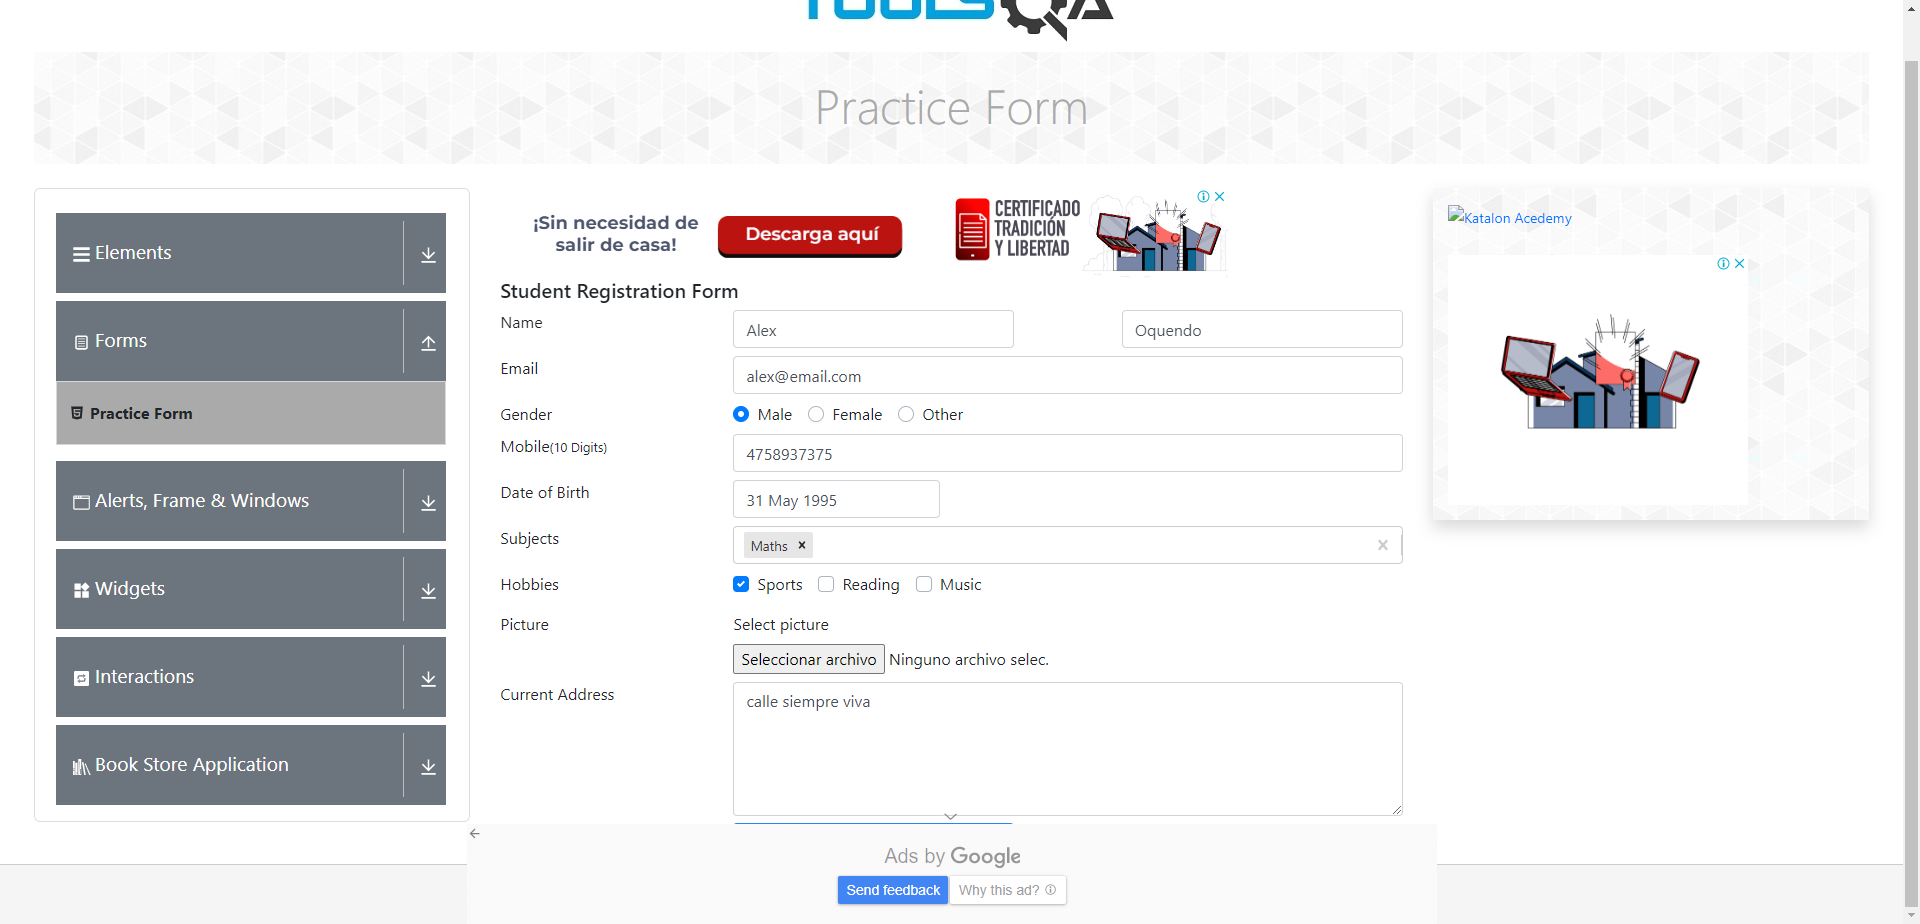 TOOLSQA
Practice Form
Elements
Forms
Practice Form
Alerts, Frame & Windows
Widgets
Interactions
Book Store Application
¡Sin necesidad de
salir de casa!
Descarga aquí
CERTIFICADO
TRADICIÓN
Y LIBERTAD
Student Registration Form
Name
Alex
Oquendo
Email
alex@email.com
Gender
Male
Female
Other
Mobile(10 Digits)
4758937375
Date of Birth
31 May 1995
Subjects
Maths
Hobbies
Sports
Reading
Music
Picture
Select picture
Seleccionar archivo
Ninguno archivo selec.
Current Address
calle siempre viva
Katalon Acedemy
Ads by Google
Send feedback
Why this ad?